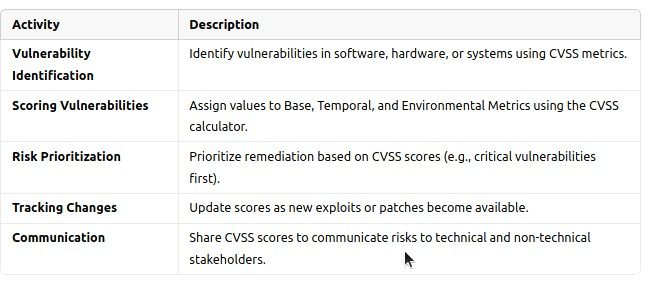 Activity Description
Vulnerability Identification Identify vulnerabilities in software, hardware, or systems using CVSS metrics.
Scoring Vulnerabilities Assign values to Base, Temporal, and Environmental Metrics using the CVSS
calculator.
Risk Prioritization Prioritize remediation based on CVSS scores (e.g., critical vulnerabilities
first).
Tracking Changes Update scores as new exploits or patches become available.
Communication Share CVSS scores to communicate risks to technical and non-technical
stakeholders.